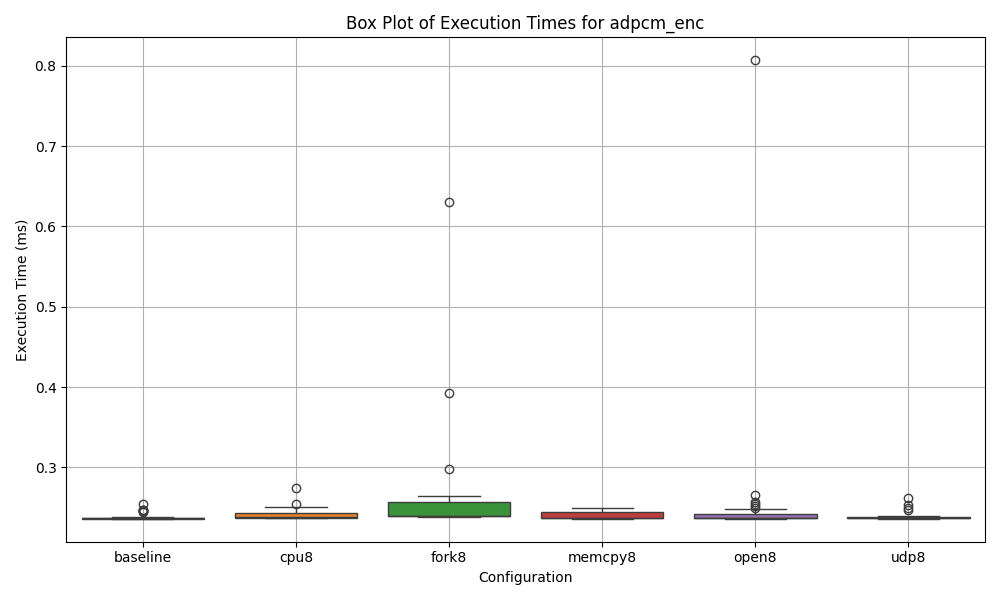 Box Plot of Execution Times for adpcm_enc
Execution Time (ms)
0.8
0.7
0.6
0.5
0.4
0.3
baseline cpu8 fork8 memcpy8 open8 udp8
Configuration